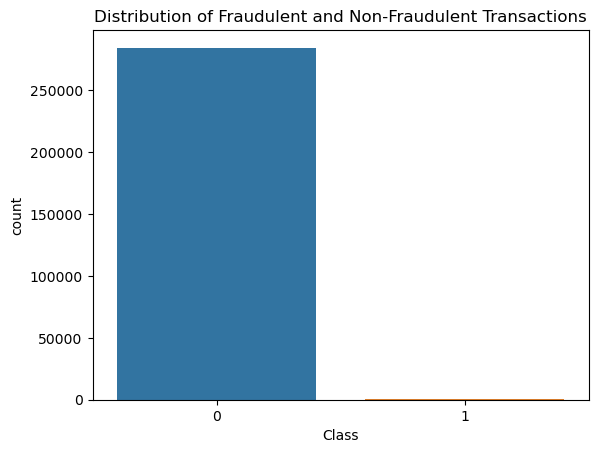 Distribution of Fraudulent and Non-Fraudulent Transactions
250000
200000
150000
100000
50000
0
count
0 1
Class